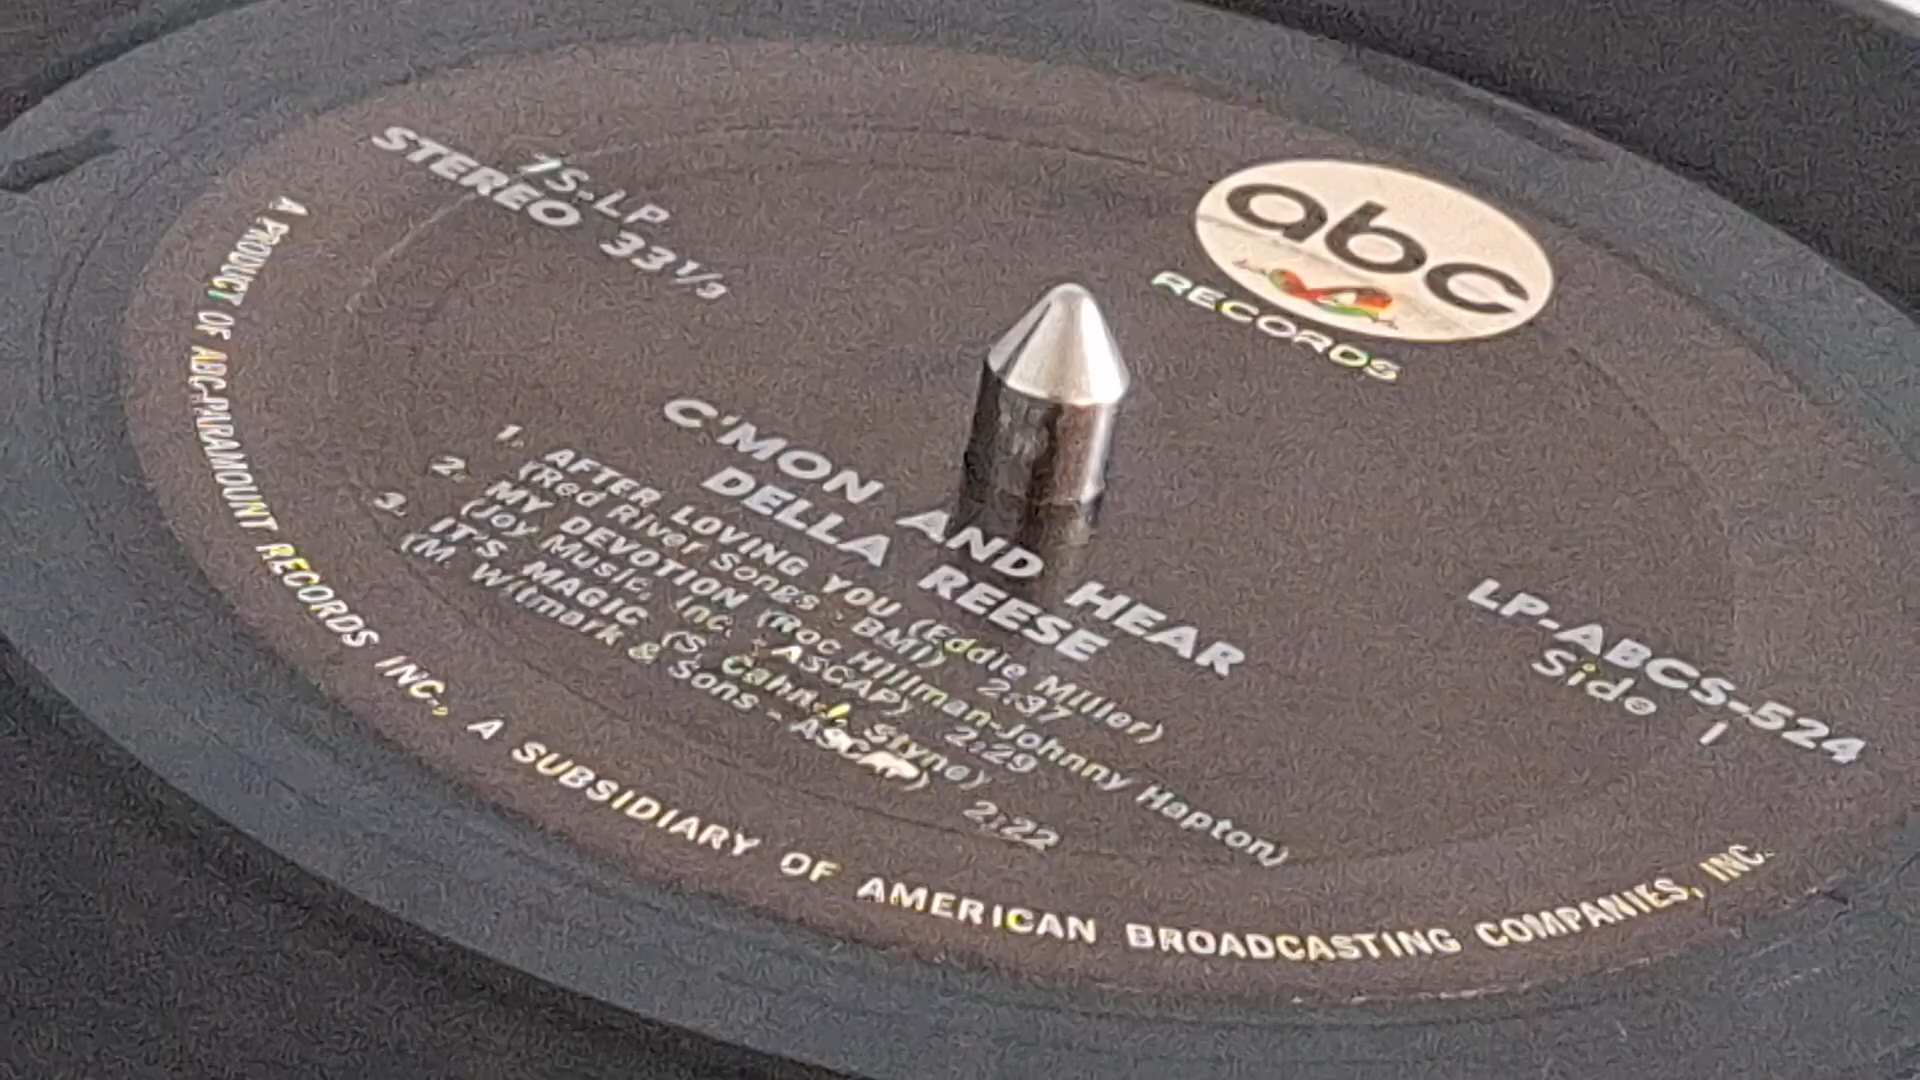 7S-LP
STEREO 33 1/3
abc
RECORDS
C'MON AND HEAR
DELLA REESE
LP-ABCS-524
Side 1
1. AFTER LOVING YOU (Eddie Miller)
(Red River Songs - BMI) 2:37
2. MY DEVOTION (Roc Hillman-Johnny Hapton)
(Joy Music, Inc. - ASCAP) 2:29
3. IT'S MAGIC (S. Cahn-J. Styne)
(M. Witmark & Sons - ASCAP) 2:22
A PRODUCT OF ABC-PARAMOUNT RECORDS INC., A SUBSIDIARY OF AMERICAN BROADCASTING COMPANIES, INC.